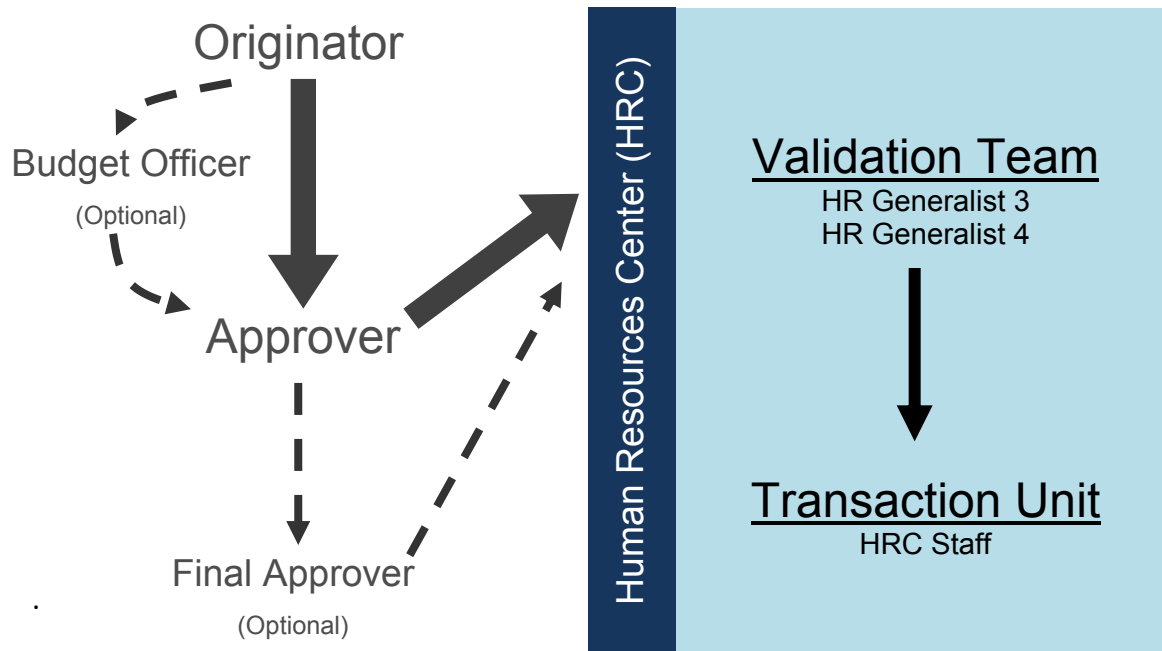 Originator
Budget Officer
(Optional)
Approver
Final Approver
(Optional)
.
Human Resources Center (HRC)
Validation Team
HR Generalist 3
HR Generalist 4
Transaction Unit
HRC Staff